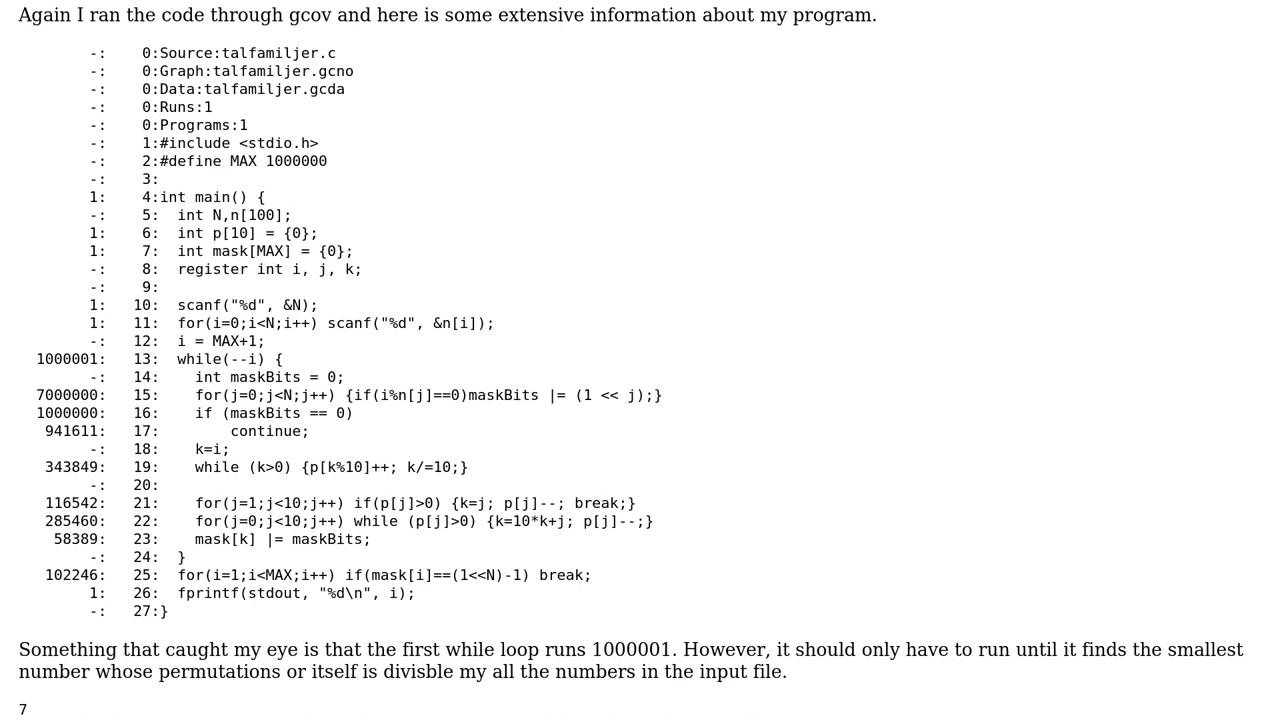 Again I ran the code through gcov and here is some extensive information about my program.
        -:    0:Source:talfamiljer.c
        -:    0:Graph:talfamiljer.gcno
        -:    0:Data:talfamiljer.gcda
        -:    0:Runs:1
        -:    0:Programs:1
        -:    1:#include <stdio.h>
        -:    2:#define MAX 1000000
        -:    3:
        1:    4:int main() {
        -:    5:  int N,n[100];
        1:    6:  int p[10] = {0};
        1:    7:  int mask[MAX] = {0};
        -:    8:  register int i, j, k;
        -:    9:
        1:   10:  scanf("%d", &N);
        1:   11:  for(i=0;i<N;i++) scanf("%d", &n[i]);
        -:   12:  i = MAX+1;
  1000001:   13:  while(--i) {
        -:   14:    int maskBits = 0;
  7000000:   15:    for(j=0;j<N;j++) {if(i%n[j]==0)maskBits |= (1 << j);}
  1000000:   16:    if (maskBits == 0)
   941611:   17:        continue;
        -:   18:    k=i;
   343849:   19:    while (k>0) {p[k%10]++; k/=10;}
        -:   20:
   116542:   21:    for(j=1;j<10;j++) if(p[j]>0) {k=j; p[j]--; break;}
   285460:   22:    for(j=0;j<10;j++) while (p[j]>0) {k=10*k+j; p[j]--;}
    58389:   23:    mask[k] |= maskBits;
        -:   24:  }
   102246:   25:  for(i=1;i<MAX;i++) if(mask[i]==(1<<N)-1) break;
        1:   26:  fprintf(stdout, "%d\n", i);
        -:   27:}
Something that caught my eye is that the first while loop runs 1000001. However, it should only have to run until it finds the smallest
number whose permutations or itself is divisble my all the numbers in the input file.
7